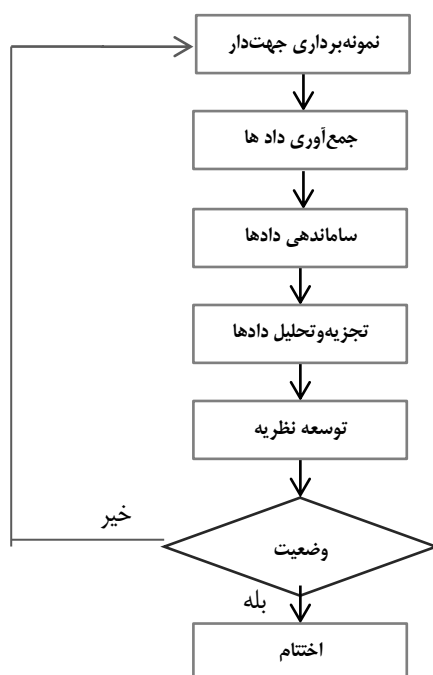 نمونه‌برداری جهت‌دار
جمع‌آوری داد ها
ساماندهی دادها
تجزیه‌وتحلیل دادها
توسعه نظریه
خیر
وضعیت
بله
اختتام